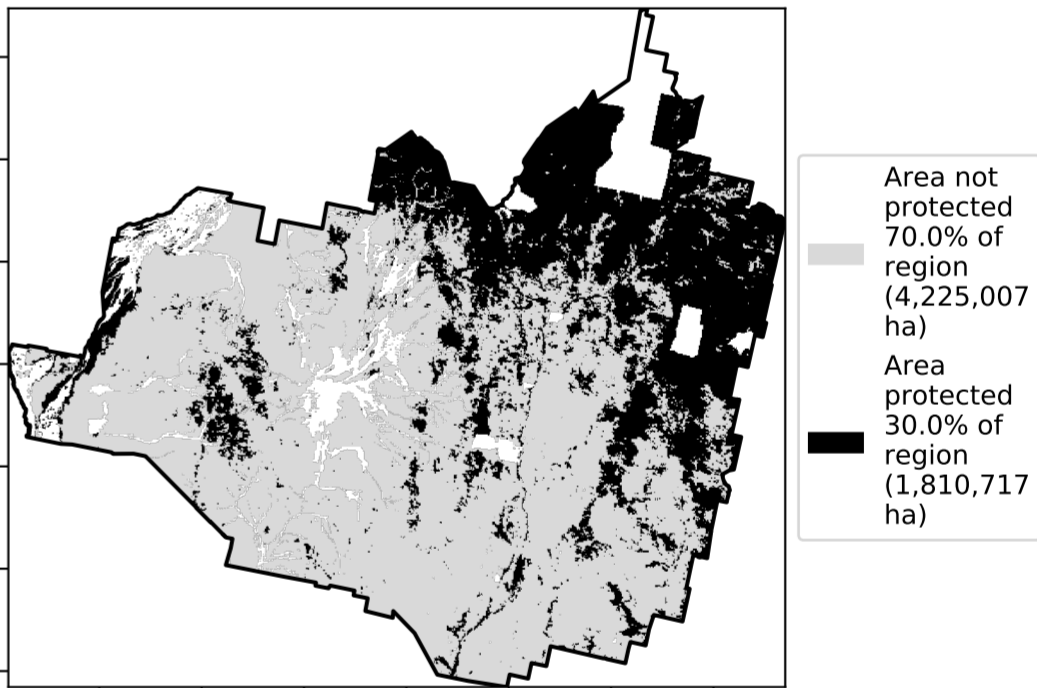 Area not
protected
70.0% of
region
(4,225,007
ha)
Area
protected
30.0% of
region
(1,810,717
ha)